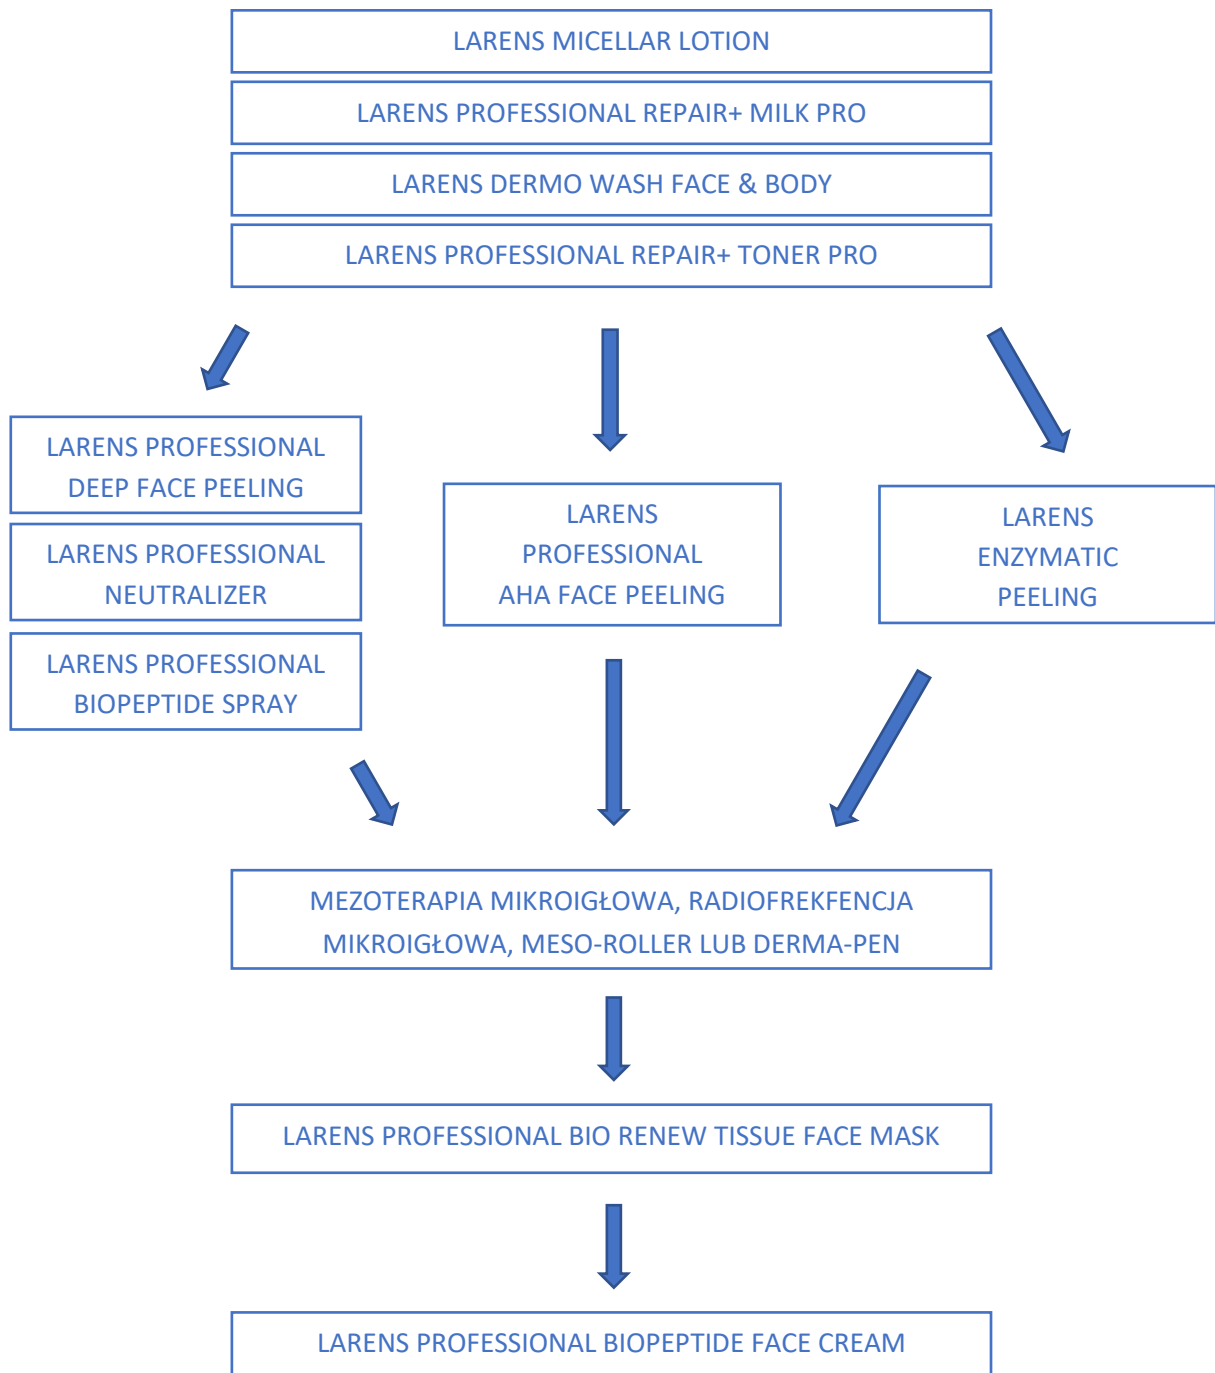 LARENS MICELLAR LOTION
LARENS PROFESSIONAL REPAIR+ MILK PRO
LARENS DERMO WASH FACE & BODY
LARENS PROFESSIONAL REPAIR+ TONER PRO
LARENS PROFESSIONAL
DEEP FACE PEELING
LARENS PROFESSIONAL
NEUTRALIZER
LARENS PROFESSIONAL
BIOPEPTIDE SPRAY
LARENS
PROFESSIONAL
AHA FACE PEELING
LARENS
ENZYMATIC
PEELING
MEZOTERAPIA MIKROIGŁOWA, RADIOFREKFENCJA
MIKROIGŁOWA, MESO-ROLLER LUB DERMA-PEN
LARENS PROFESSIONAL BIO RENEW TISSUE FACE MASK
LARENS PROFESSIONAL BIOPEPTIDE FACE CREAM